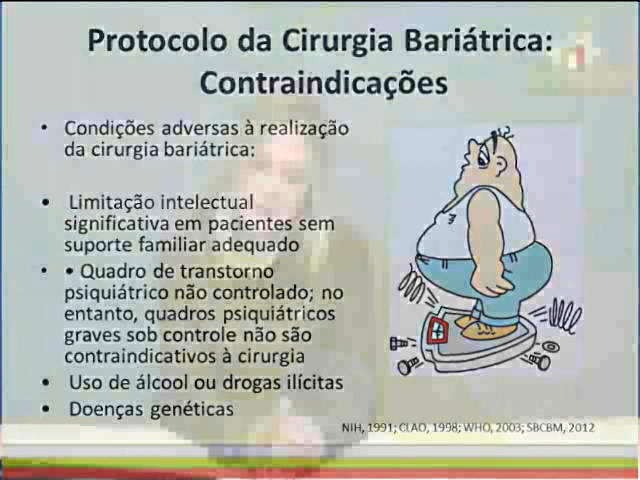 Protocolo da Cirurgia Bariátrica:
Contraindicações
• Condições adversas à realização
da cirurgia bariátrica:
• Limitação intelectual
significativa em pacientes sem
suporte familiar adequado
• • Quadro de transtorno
psiquiátrico não controlado; no
entanto, quadros psiquiátricos
graves sob controle não são
contraindicativos à cirurgia
• Uso de álcool ou drogas ilícitas
• Doenças genéticas
NIH, 1991; CLAO, 1998; WHO, 2003; SBCBM, 2012